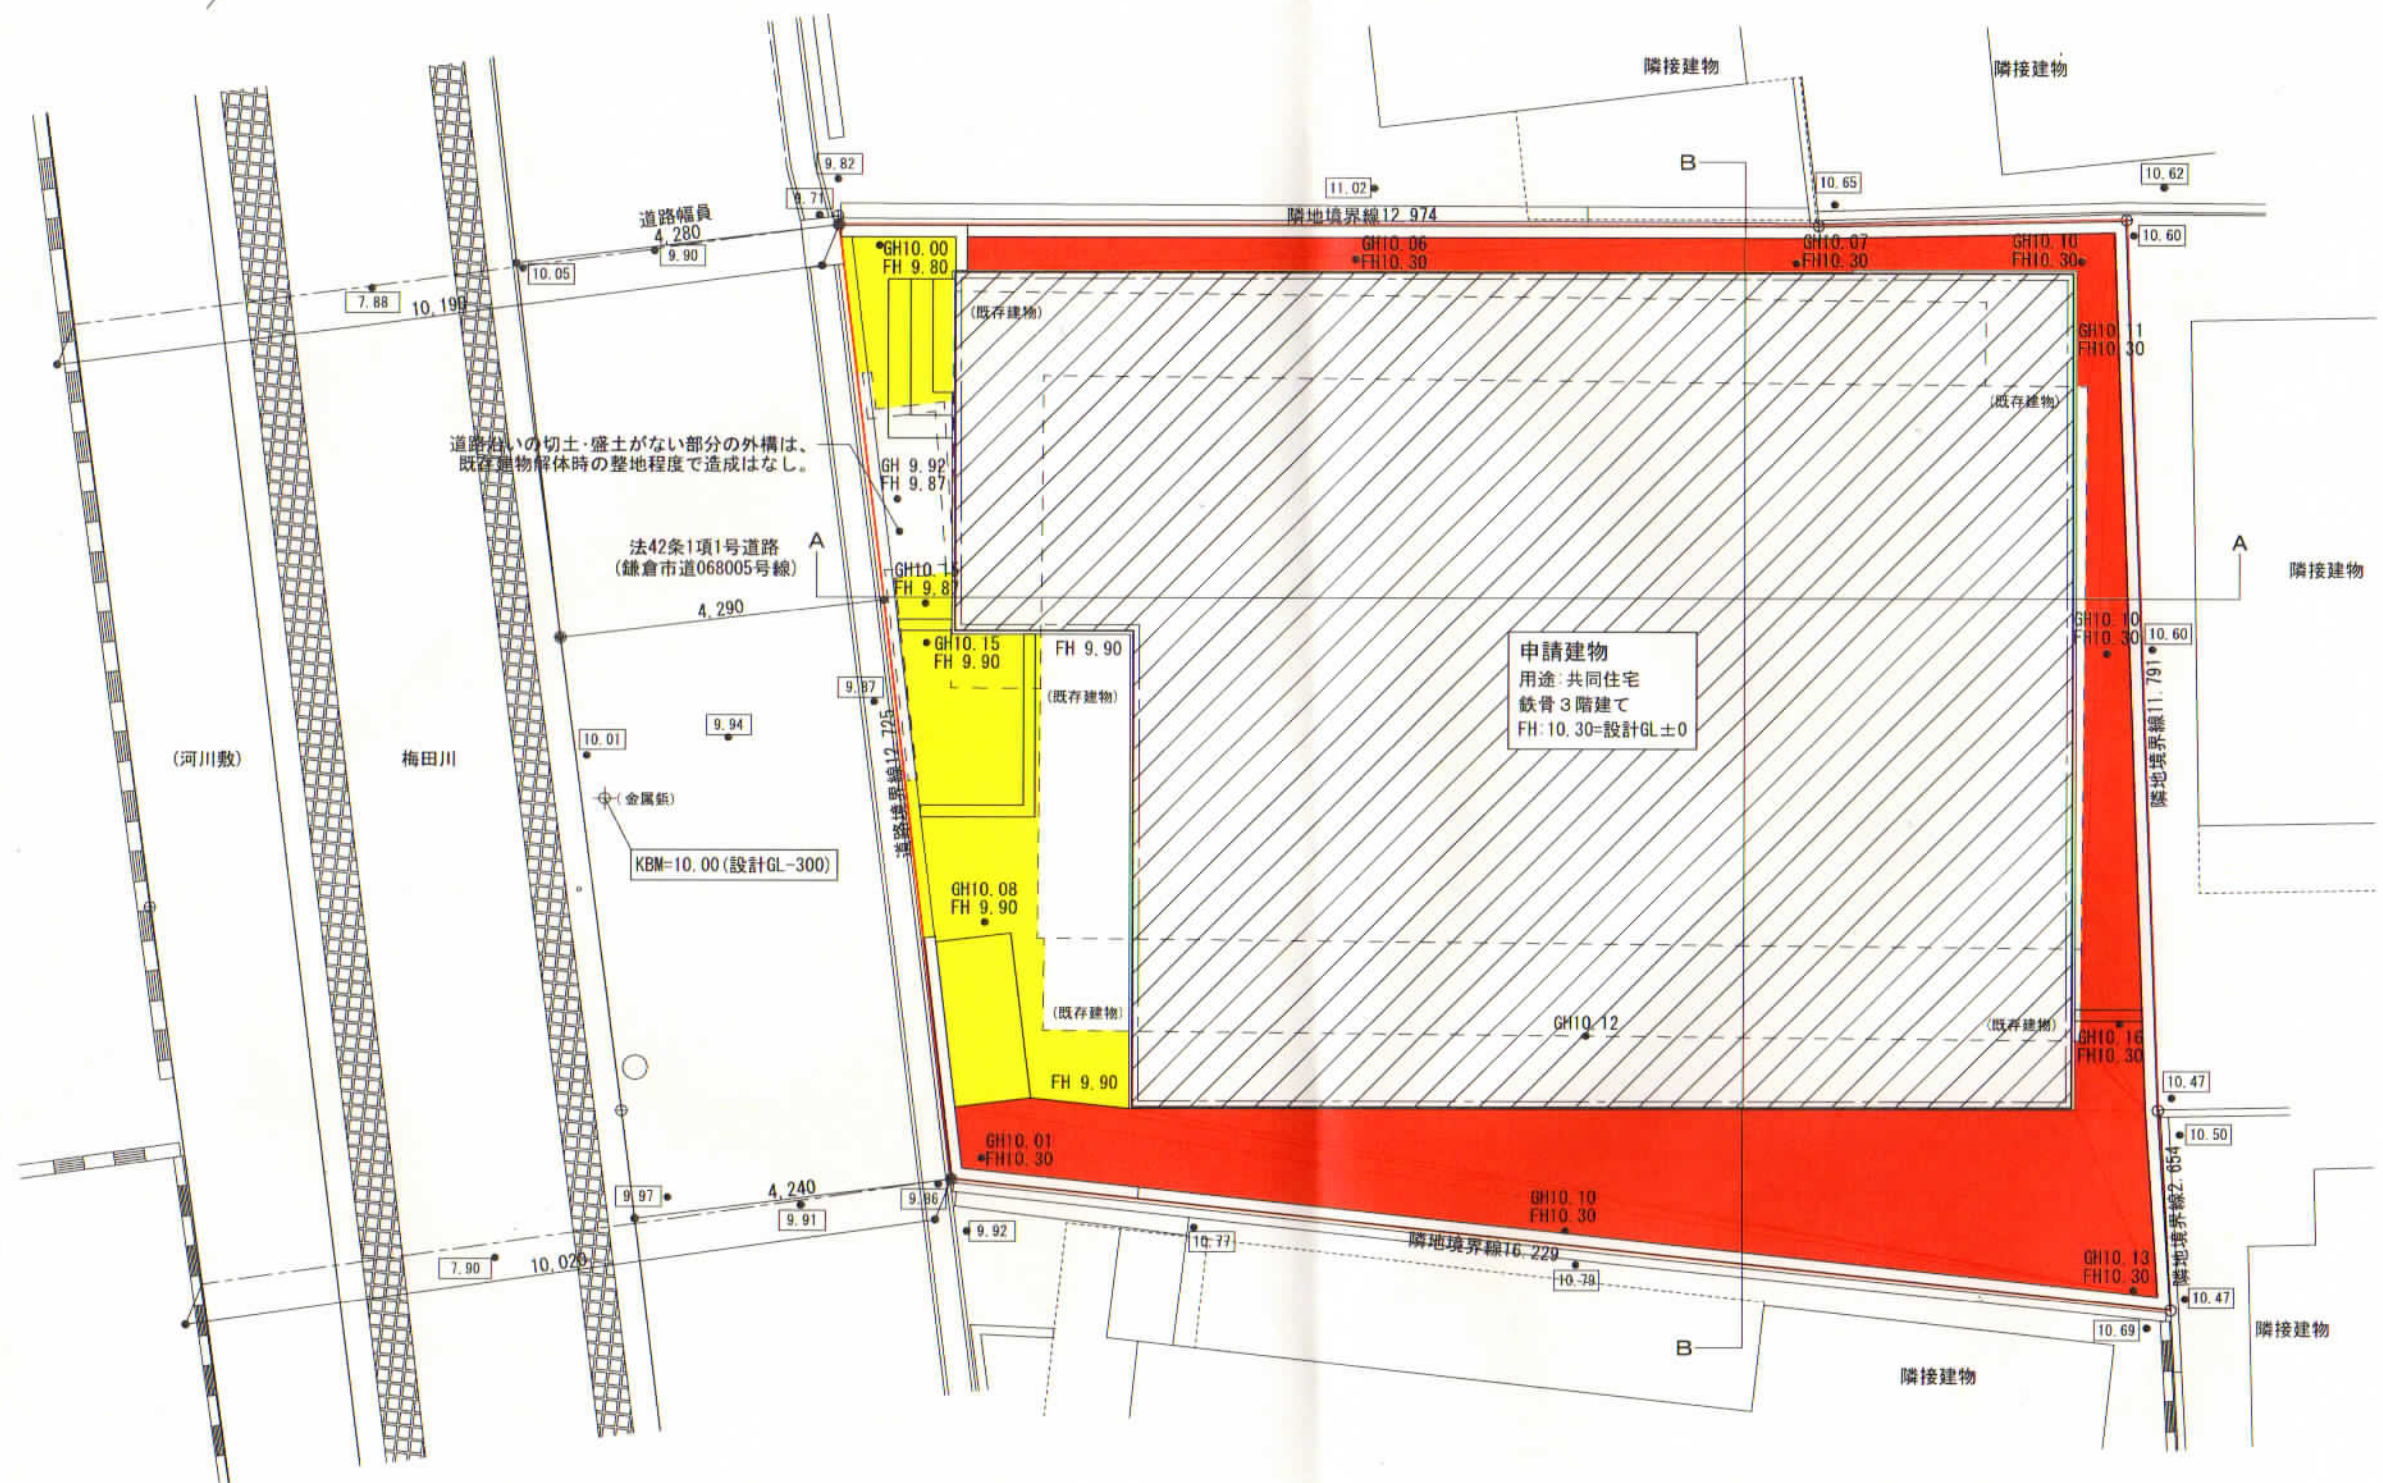 隣接建物
隣接建物
9.82
9.71
11.02
B
10.65
10.62
道路幅員
4,280
9.90
10.05
7.88
10,190
隣地境界線12.974
10.60
GH10.00
FH 9.80
GH10.06
FH10.30
GH10.07
FH10.30
GH10.10
FH10.30
(既存建物)
GH10.11
FH10.30
(既存建物)
道路沿いの切土・盛土がない部分の外構は、
既存建物解体時の整地程度で造成はなし。
GH 9.92
FH 9.87
法42条1項1号道路
(鎌倉市道068005号線)
A
A
GH10.15
FH 9.87
隣接建物
4,290
GH10.15
FH 9.90
FH 9.90
(既存建物)
申請建物
用途:共同住宅
鉄骨3階建て
FH:10.30=設計GL±0
GH10.10
FH10.30
10.60
隣地境界線11.791
9.87
9.94
10.01
道路境界線12.725
(河川敷)
梅田川
(金属鋲)
KBM=10.00(設計GL-300)
GH10.08
FH 9.90
(既存建物)
GH10.12
(既存建物)
GH10.16
FH10.30
FH 9.90
10.47
10.50
隣地境界線2.654
GH10.01
FH10.30
9.97
4,240
9.86
9.91
9.92
7.90
10,020
10.77
GH10.10
FH10.30
隣地境界線16.229
10.79
GH10.13
FH10.30
10.47
10.69
B
隣接建物
隣接建物